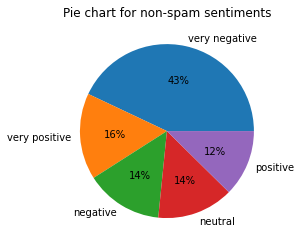 Pie chart for non-spam sentiments
very negative
43%
very positive
16%
14%
negative
14%
neutral
12%
positive